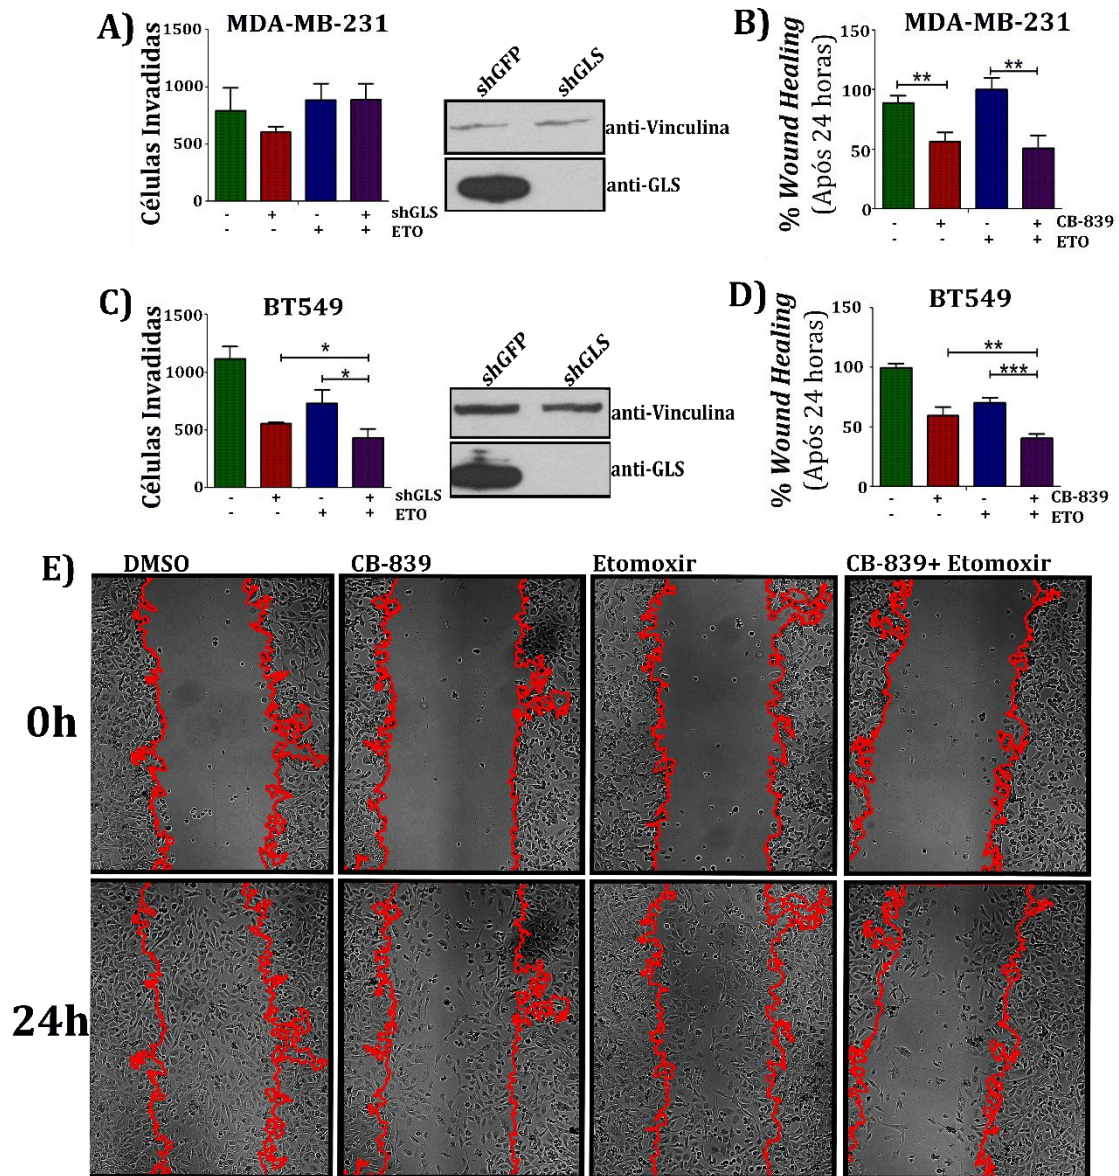 A)
MDA-MB-231
Células Invadidas
1500
1000
500
0
- + - + shGLS
- - + + ETO
shGFP
shGLS
anti-Vinculina
anti-GLS
B)
MDA-MB-231
% Wound Healing
(Após 24 horas)
150
100
50
0
** **
- + - + CB-839
- - + + ETO
C)
BT549
Células Invadidas
1500
1000
500
0
*
*
- + - + shGLS
- - + + ETO
shGFP
shGLS
anti-Vinculina
anti-GLS
D)
BT549
% Wound Healing
(Após 24 horas)
150
100
50
0
**
***
- + - + CB-839
- - + + ETO
E)
DMSO CB-839 Etomoxir CB-839+ Etomoxir
0h
24h